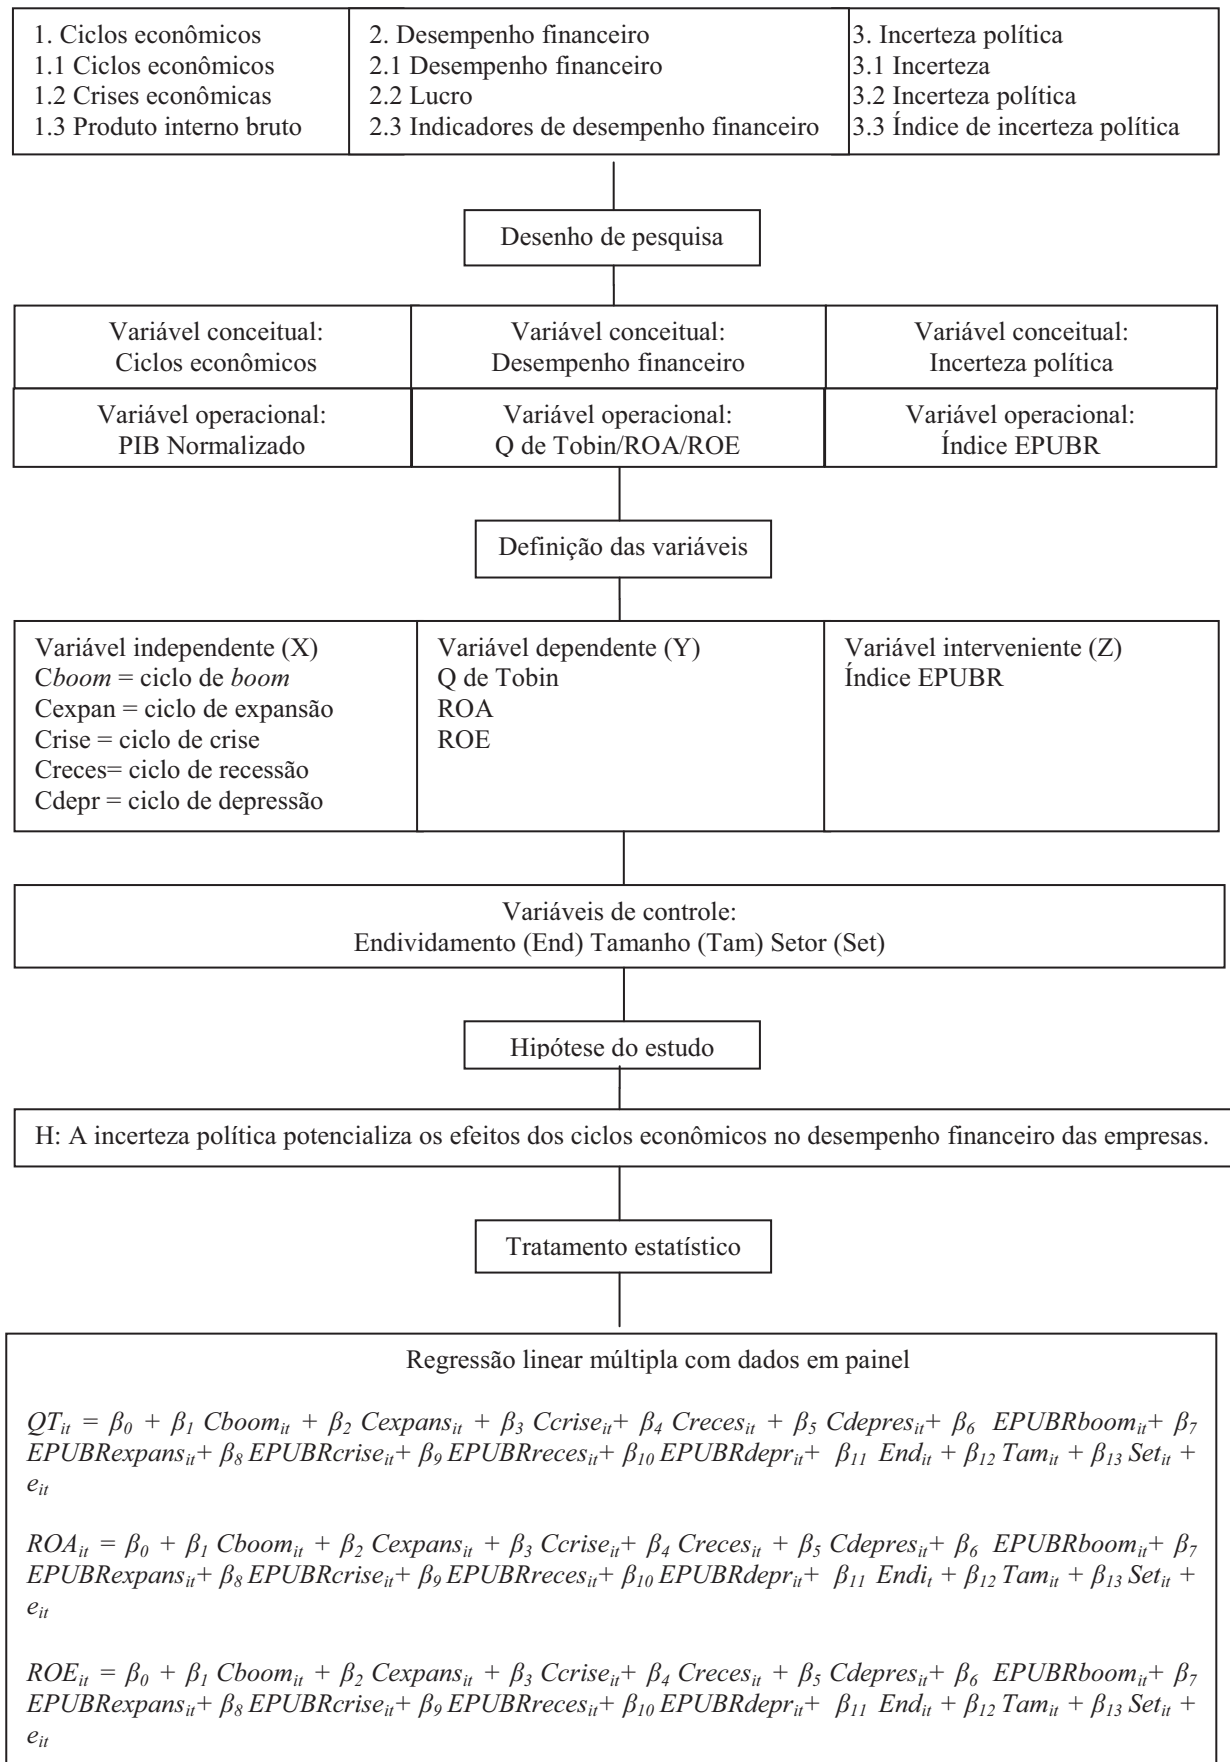 1. Ciclos econômicos
1.1 Ciclos econômicos
1.2 Crises econômicas
1.3 Produto interno bruto
2. Desempenho financeiro
2.1 Desempenho financeiro
2.2 Lucro
2.3 Indicadores de desempenho financeiro
3. Incerteza política
3.1 Incerteza
3.2 Incerteza política
3.3 Índice de incerteza política
Desenho de pesquisa
Variável conceitual:
Ciclos econômicos
Variável conceitual:
Desempenho financeiro
Variável conceitual:
Incerteza política
Variável operacional:
PIB Normalizado
Variável operacional:
Q de Tobin/ROA/ROE
Variável operacional:
Índice EPUBR
Definição das variáveis
Variável independente (X)
Cboom = ciclo de boom
Cexpan = ciclo de expansão
Crise = ciclo de crise
Creces= ciclo de recessão
Cdepr = ciclo de depressão
Variável dependente (Y)
Q de Tobin
ROA
ROE
Variável interveniente (Z)
Índice EPUBR
Variáveis de controle:
Endividamento (End) Tamanho (Tam) Setor (Set)
Hipótese do estudo
H: A incerteza política potencializa os efeitos dos ciclos econômicos no desempenho financeiro das empresas.
Tratamento estatístico
Regressão linear múltipla com dados em painel
QTit = β0 + β1 Cboomit + β2 Cexpansit + β3 Ccriseit+ β4 Crecesit + β5 Cdepresit+ β6 EPUBRboomit+ β7
EPUBRexpansit+ β8 EPUBRcriseit+ β9 EPUBRrecesit+ β10 EPUBRdeprit+ β11 Endit + β12 Tamit + β13 Setit +
eit
ROAit = β0 + β1 Cboomit + β2 Cexpansit + β3 Ccriseit+ β4 Crecesit + β5 Cdepresit+ β6 EPUBRboomit+ β7
EPUBRexpansit+ β8 EPUBRcriseit+ β9 EPUBRrecesit+ β10 EPUBRdeprit+ β11 Endit + β12 Tamit + β13 Setit +
eit
ROEit = β0 + β1 Cboomit + β2 Cexpansit + β3 Ccriseit+ β4 Crecesit + β5 Cdepresit+ β6 EPUBRboomit+ β7
EPUBRexpansit+ β8 EPUBRcriseit+ β9 EPUBRrecesit+ β10 EPUBRdeprit+ β11 Endit + β12 Tamit + β13 Setit +
eit